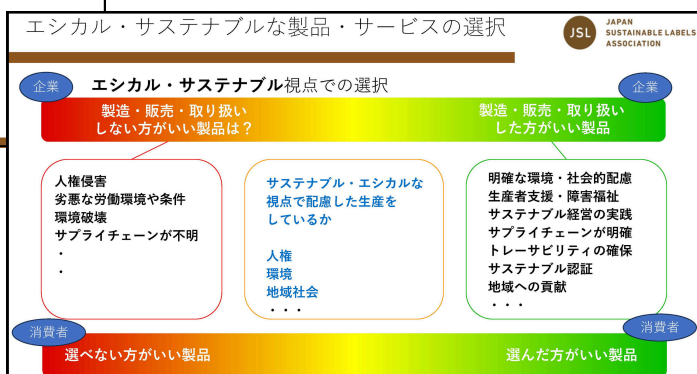 エシカル・サステナブルな製品・サービスの選択
JSL
JAPAN
SUSTAINABLE LABELS
ASSOCIATION
企業
エシカル・サステナブル視点での選択
企業
製造・販売・取り扱い
しない方がいい製品は？
製造・販売・取り扱い
した方がいい製品
人権侵害
劣悪な労働環境や条件
環境破壊
サプライチェーンが不明
・
・
サステナブル・エシカルな
視点で配慮した生産を
しているか
人権
環境
地域社会
・・・
明確な環境・社会的配慮
生産者支援・障害福祉
サステナブル経営の実践
サプライチェーンが明確
トレーサビリティの確保
サステナブル認証
地域への貢献
・・・
消費者
消費者
選べない方がいい製品
選んだ方がいい製品